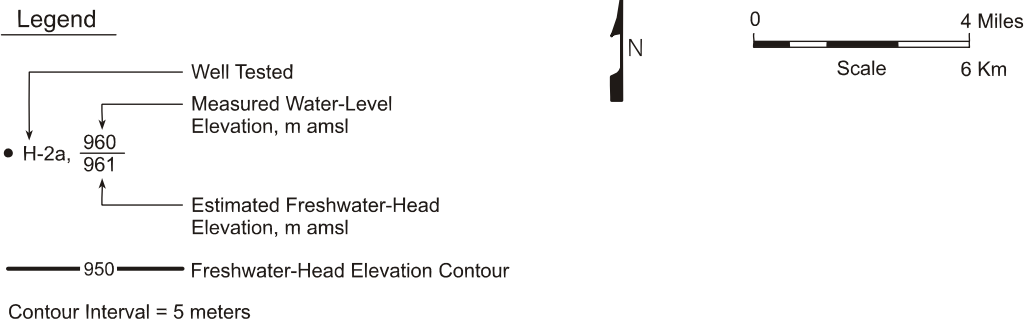 Legend
Well Tested
Measured Water-Level
Elevation, m amsl
H-2a, 960
961
Estimated Freshwater-Head
Elevation, m amsl
950 Freshwater-Head Elevation Contour
Contour Interval = 5 meters
N
0 4 Miles
Scale 6 Km